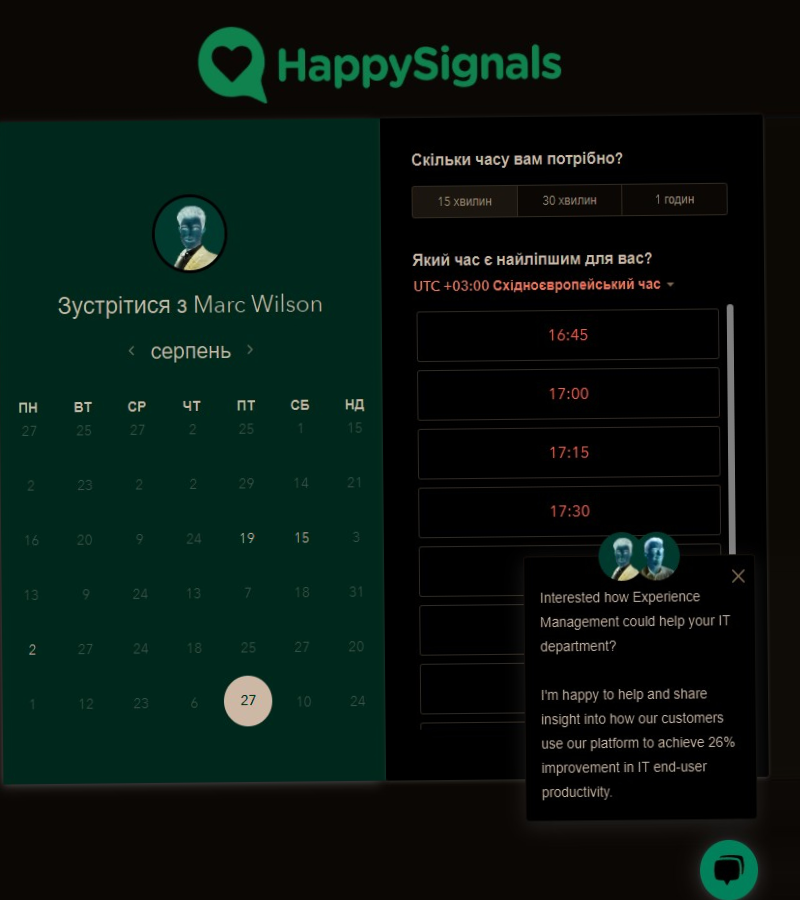 HappySignals
Зустрітися з Marc Wilson
серпень
ПН ВТ СР ЧТ ПТ СБ НД
27 25 27 2 25 1 15
2 23 2 2 29 14 21
16 20 9 24 19 15 3
13 9 24 13 7 18 31
2 27 24 18 25 27 20
1 12 23 6 27 10 24
Скільки часу вам потрібно?
15 хвилин 30 хвилин 1 годин
Який час є найліпшим для вас?
UTC +03:00 Східноєвропейський час
16:45
17:00
17:15
17:30
Interested how Experience
Management could help your IT
department?
I'm happy to help and share
insight into how our customers
use our platform to achieve 26%
improvement in IT end-user
productivity.